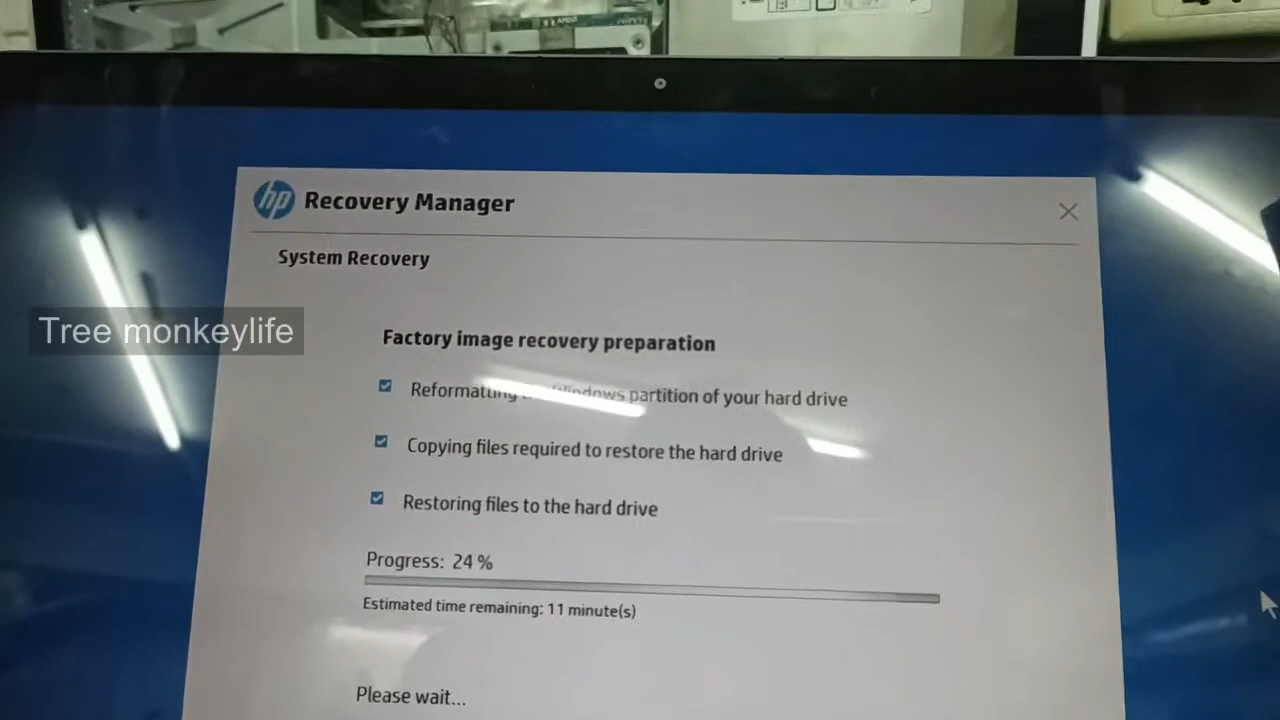 AMD
hp Recovery Manager
System Recovery
Tree monkeylife
Factory image recovery preparation
Reformatting Windows partition of your hard drive
Copying files required to restore the hard drive
Restoring files to the hard drive
Progress: 24 %
Estimated time remaining: 11 minute(s)
Please wait...